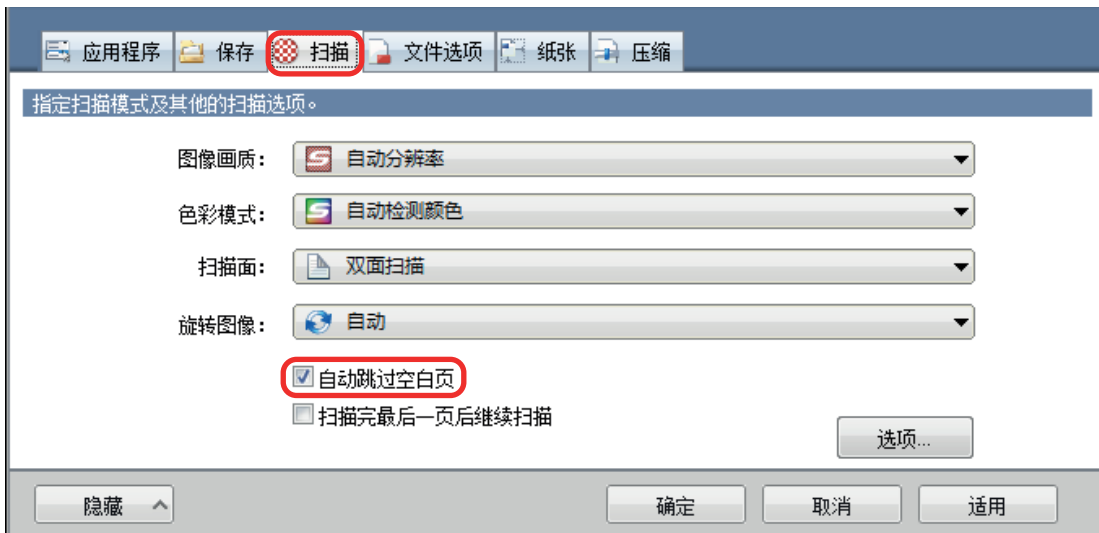 应用程序 保存 扫描 文件选项 纸张 压缩
指定扫描模式及其他的扫描选项。
图像画质: 自动分辨率
色彩模式: 自动检测颜色
扫描面: 双面扫描
旋转图像: 自动
自动跳过空白页
扫描完最后一页后继续扫描
选项...
隐藏 确定 取消 适用